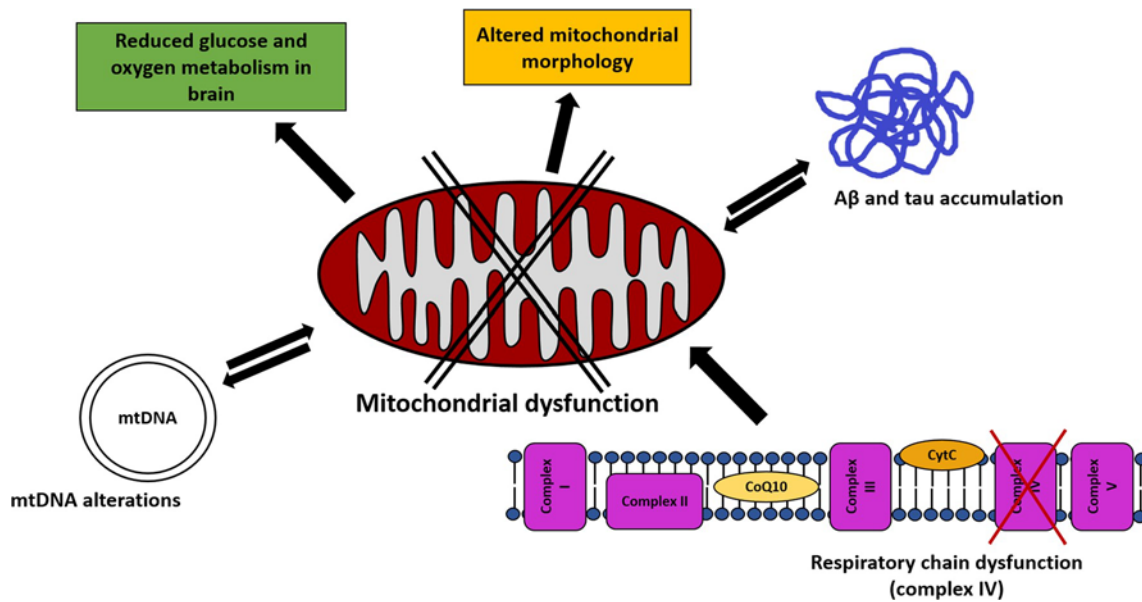 Reduced glucose and
oxygen metabolism in
brain
Altered mitochondrial
morphology
Aβ and tau accumulation
mtDNA
mtDNA alterations
Mitochondrial dysfunction
Complex
I
Complex II
CoQ10
Complex
III
CytC
Complex
IV
Complex
V
Respiratory chain dysfunction
(complex IV)